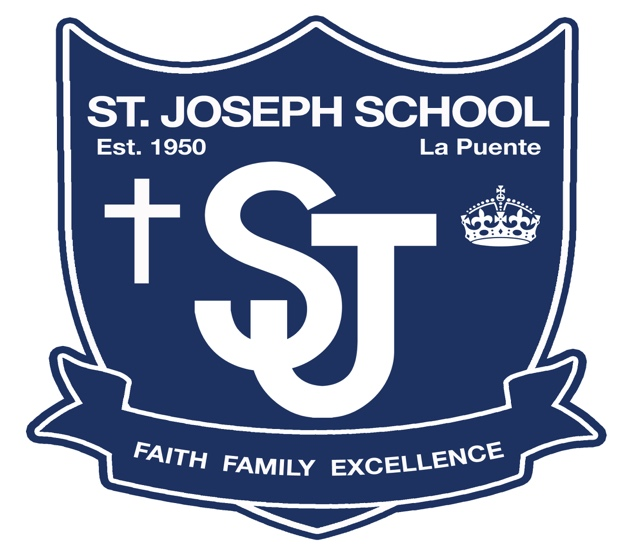 ST. JOSEPH SCHOOL
Est. 1950 La Puente
SJ
FAITH FAMILY EXCELLENCE